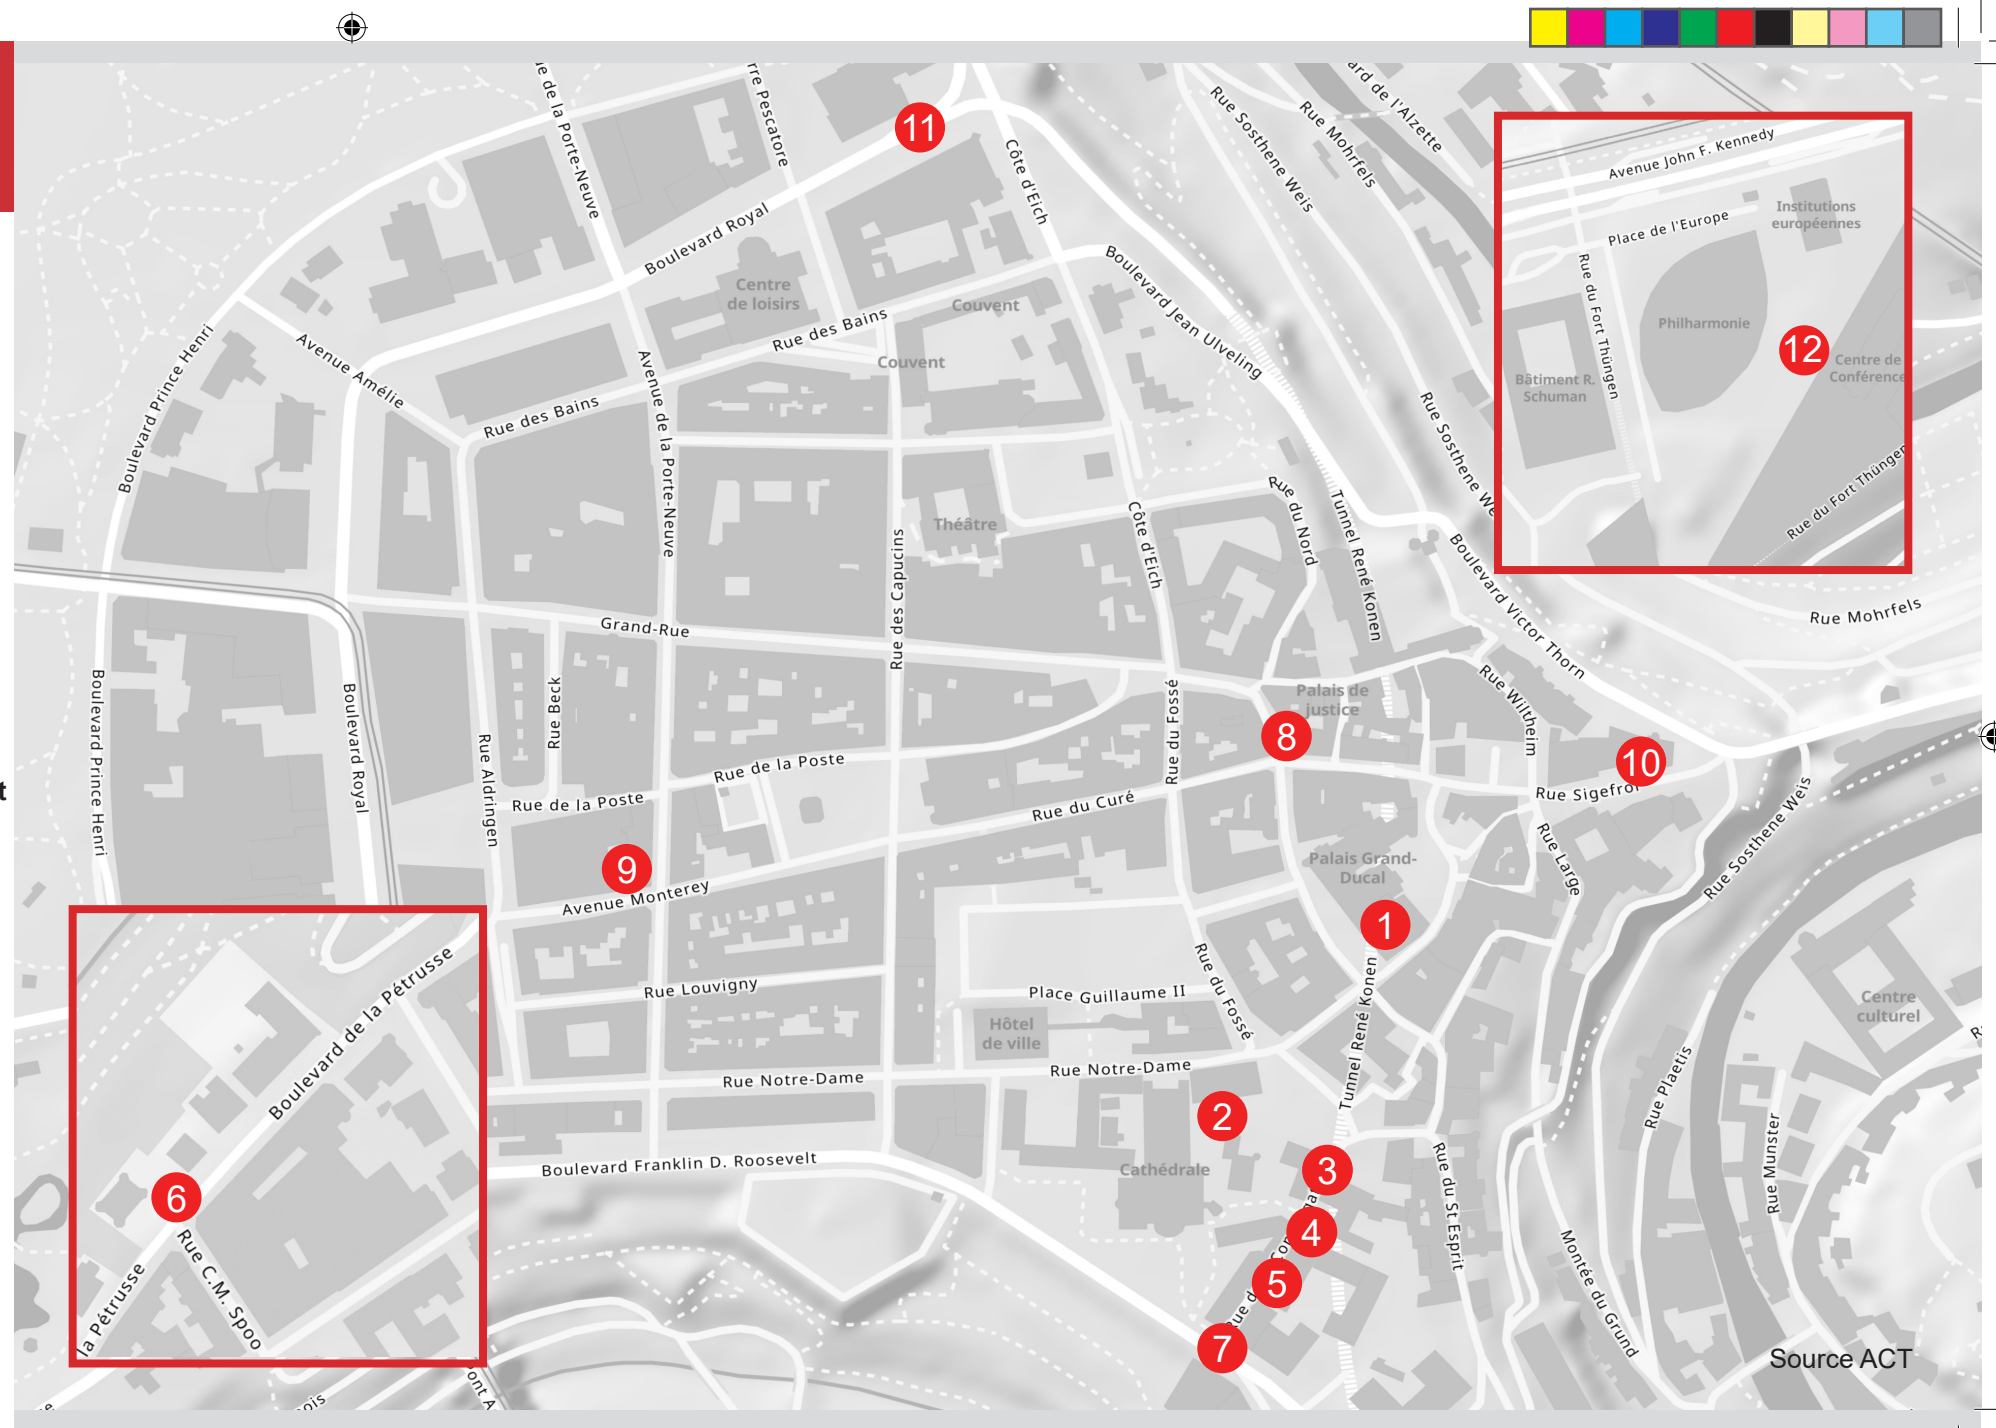 11
Rue de la Porte-Neuve
Pescatore
Côte d'Eich
Rue Sosthene Weis
Rue Mohrfels
de l'Alzette
Avenue John F. Kennedy
Place de l'Europe
Institutions
européennes
Rue du Fort Thüngen
Philharmonie
12
Centre de
Conférence
Bâtiment R.
Schuman
Rue du Fort Thüngen
Boulevard Royal
Centre
de loisirs
Couvent
Boulevard Jean Ulveling
Rue des Bains
Couvent
Boulevard Prince Henri
Avenue Amélie
Avenue de la Porte-Neuve
Rue des Bains
Rue Sosthene
Théâtre
Rue du Nord
Côte d'Eich
Tunnel René Konen
Boulevard Victor Thorn
Rue Mohrfels
Rue des Capucins
Grand-Rue
Boulevard Prince Henri
Boulevard Royal
Rue Beck
Rue Aldringen
Rue du Fossé
Palais de
justice
Rue Wiltheim
8
10
Rue Sigefroi
Rue de la Poste
Rue de la Poste
Rue du Curé
t
9
Avenue Monterey
Palais Grand-
Ducal
Rue Large
Rue Sosthene Weis
1
Boulevard de la Pétrusse
Rue Louvigny
Place Guillaume II
Rue du Fossé
Hôtel
de ville
Tunnel René Konen
Centre
culturel
Rue Notre-Dame
Rue Notre-Dame
2
Rue Plaetis
Rue Munster
Boulevard Franklin D. Roosevelt
Cathédrale
3
6
4
5
Rue du St Esprit
Rue C.M. Spoo
la Pétrusse
Montée du Grund
7
Source ACT
Pont A
ois